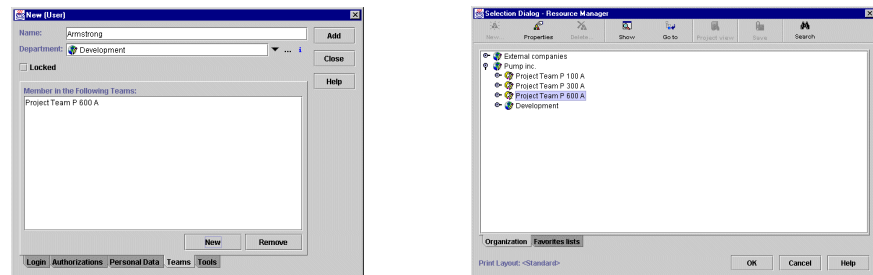 New (User)
Name: Armstrong
Department: Development ... i
Locked
Member in the Following Teams:
Project Team P 600 A
New Remove
Login Authorizations Personal Data Teams Tools
Add
Close
Help
Selection Dialog - Resource Manager
New... Properties Delete... Show Go to Project view Save Search
External companies
Pump inc.
Project Team P 100 A
Project Team P 300 A
Project Team P 600 A
Development
Organization Favorites lists
Print Layout: <Standard>
OK Cancel Help